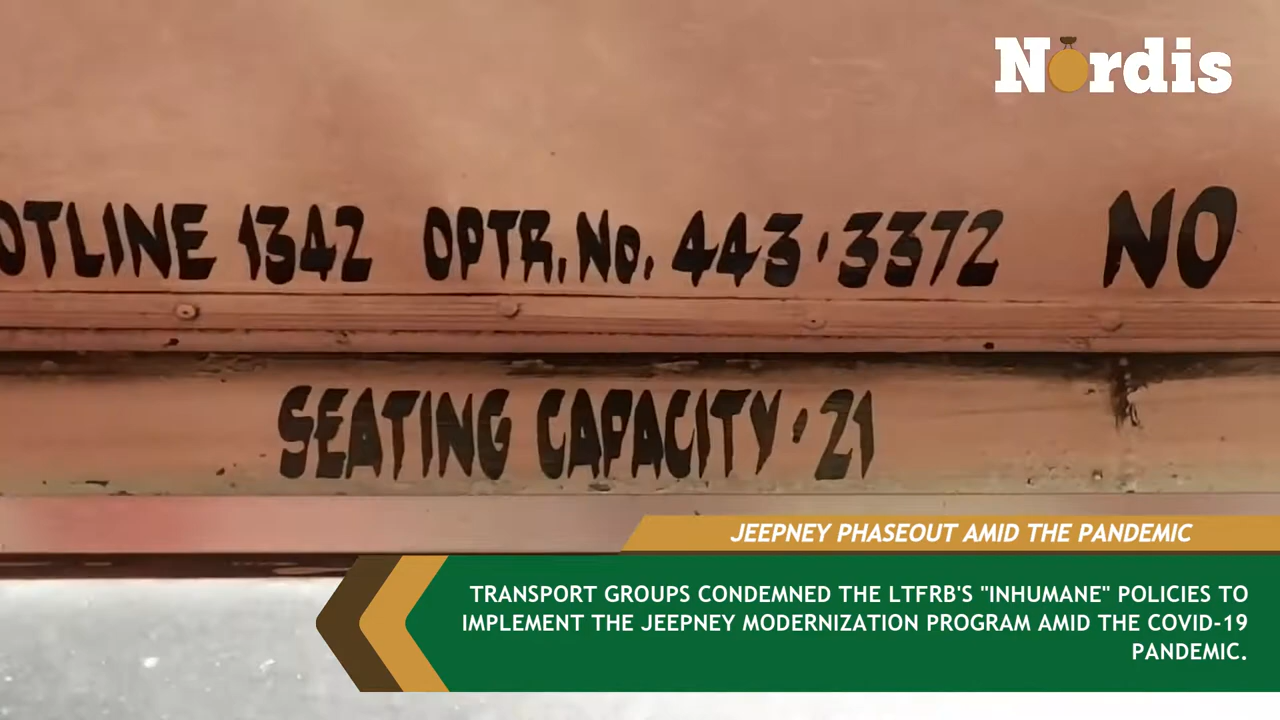 Nordis
OTLINE 1342 OPTR. No. 443-3372 NO
SEATING CAPACITY · 21
JEEPNEY PHASEOUT AMID THE PANDEMIC
TRANSPORT GROUPS CONDEMNED THE LTFRB'S "INHUMANE" POLICIES TO
IMPLEMENT THE JEEPNEY MODERNIZATION PROGRAM AMID THE COVID-19
PANDEMIC.